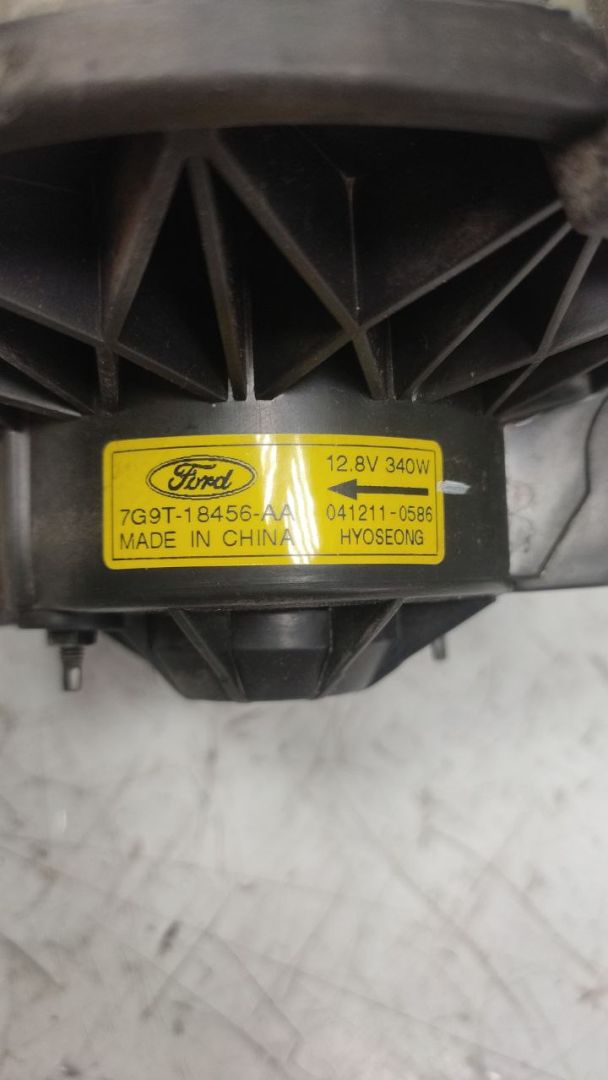 Ford
7G9T-18456-AA
MADE IN CHINA
12.8V 340W
041211-0586
HYOSEONG